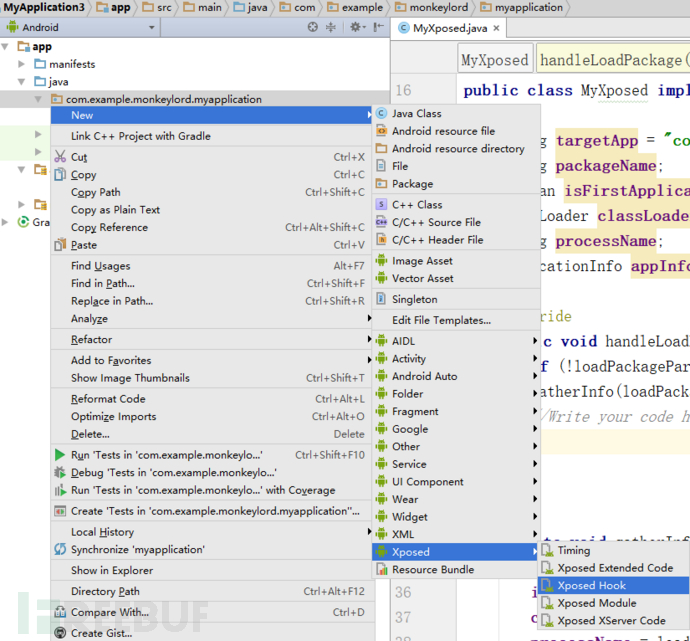 MyApplication3 app src main java com example monkeylord myapplication
Android
MyXposed.java
app
manifests
java
com.example.monkeylord.myapplication
Gra
New
Link C++ Project with Gradle
Cut Ctrl+X
Copy Ctrl+C
Copy Path Ctrl+Shift+C
Copy as Plain Text
Copy Reference Ctrl+Alt+Shift+C
Paste Ctrl+V
Find Usages Alt+F7
Find in Path... Ctrl+Shift+F
Replace in Path... Ctrl+Shift+R
Analyze
Refactor
Add to Favorites
Show Image Thumbnails Ctrl+Shift+T
Reformat Code Ctrl+Alt+L
Optimize Imports Ctrl+Alt+O
Delete... Delete
Run 'Tests in 'com.example.monkeylo...' Ctrl+Shift+F10
Debug 'Tests in 'com.example.monkeylo...'
Run 'Tests in 'com.example.monkeylo...' with Coverage
Create 'Tests in 'com.example.monkeylord.myapplication''...
Local History
Synchronize 'myapplication'
Show in Explorer
Directory Path Ctrl+Alt+F12
Compare With... Ctrl+D
Create Gist...
Java Class
Android resource file
Android resource directory
File
Package
C++ Class
C/C++ Source File
C/C++ Header File
Image Asset
Vector Asset
Singleton
Edit File Templates...
AIDL
Activity
Android Auto
Folder
Fragment
Google
Other
Service
UI Component
Wear
Widget
XML
Xposed
Resource Bundle
Timing
Xposed Extended Code
Xposed Hook
Xposed Module
Xposed XServer Code
MyXposed handleLoadPackage(
16 public class MyXposed impl
g targetApp = "co
g packageName;
an isFirstApplica
Loader classLoade
g processName;
cationInfo appInfo
ride
c void handleLoad
f (!loadPackagePar
atherInfo(loadPack
/Write your code h
te void gatherInf
36 i
37 c
38 processName = load
FREEBUF